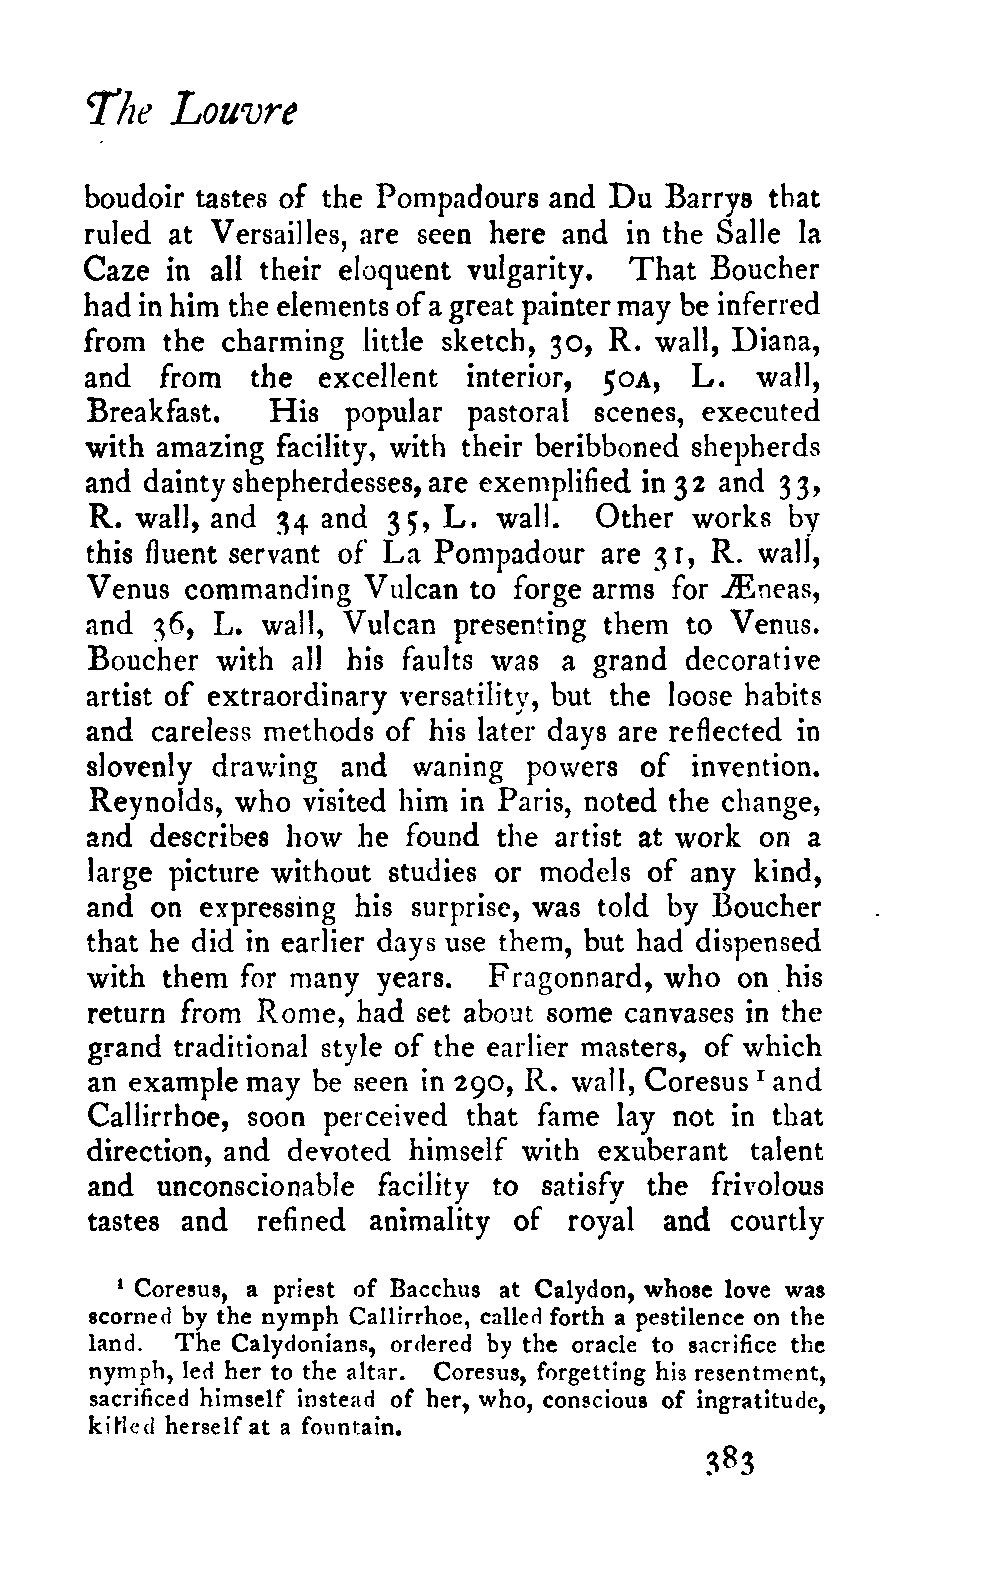 The Louvre
boudoir tastes of the Pompadours and Du Barrys that
ruled at Versailles, are seen here and in the Salle la
Caze in all their eloquent vulgarity. That Boucher
had in him the elements of a great painter may be inferred
from the charming little sketch, 30, R. wall, Diana,
and from the excellent interior, 50A, L. wall,
Breakfast. His popular pastoral scenes, executed
with amazing facility, with their beribboned shepherds
and dainty shepherdesses, are exemplified in 32 and 33,
R. wall, and 34 and 35, L. wall. Other works by
this fluent servant of La Pompadour are 31, R. wall,
Venus commanding Vulcan to forge arms for Æneas,
and 36, L. wall, Vulcan presenting them to Venus.
Boucher with all his faults was a grand decorative
artist of extraordinary versatility, but the loose habits
and careless methods of his later days are reflected in
slovenly drawing and waning powers of invention.
Reynolds, who visited him in Paris, noted the change,
and describes how he found the artist at work on a
large picture without studies or models of any kind,
and on expressing his surprise, was told by Boucher
that he did in earlier days use them, but had dispensed
with them for many years. Fragonnard, who on his
return from Rome, had set about some canvases in the
grand traditional style of the earlier masters, of which
an example may be seen in 290, R. wall, Coresus ¹ and
Callirrhoe, soon perceived that fame lay not in that
direction, and devoted himself with exuberant talent
and unconscionable facility to satisfy the frivolous
tastes and refined animality of royal and courtly
¹ Coresus, a priest of Bacchus at Calydon, whose love was
scorned by the nymph Callirrhoe, called forth a pestilence on the
land. The Calydonians, ordered by the oracle to sacrifice the
nymph, led her to the altar. Coresus, forgetting his resentment,
sacrificed himself instead of her, who, conscious of ingratitude,
killed herself at a fountain.
383